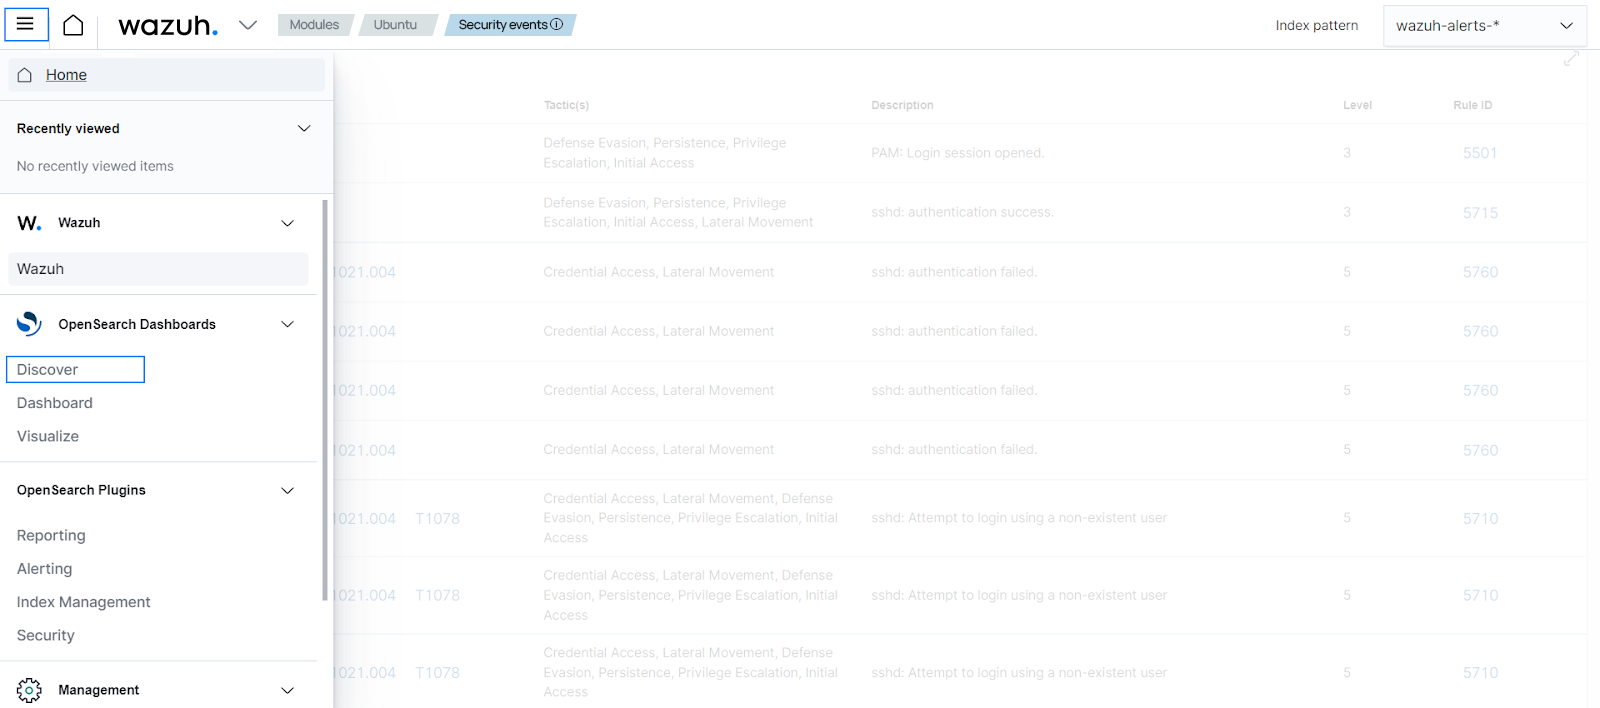 wazuh.
Modules
Ubuntu
Security events
Index pattern
wazuh-alerts-*
Home
Recently viewed
No recently viewed items
W.
Wazuh
Wazuh
OpenSearch Dashboards
Discover
Dashboard
Visualize
OpenSearch Plugins
Reporting
Alerting
Index Management
Security
Management
Tactic(s) Description Level Rule ID
Defense Evasion, Persistence, Privilege
Escalation, Initial Access
PAM: Login session opened. 3 5501
Defense Evasion, Persistence, Privilege
Escalation, Initial Access, Lateral Movement
sshd: authentication success. 3 5715
1021.004 Credential Access, Lateral Movement sshd: authentication failed. 5 5760
1021.004 Credential Access, Lateral Movement sshd: authentication failed. 5 5760
1021.004 Credential Access, Lateral Movement sshd: authentication failed. 5 5760
1021.004 Credential Access, Lateral Movement sshd: authentication failed. 5 5760
1021.004 T1078
Credential Access, Lateral Movement, Defense
Evasion, Persistence, Privilege Escalation, Initial
Access
sshd: Attempt to login using a non-existent user 5 5710
1021.004 T1078
Credential Access, Lateral Movement, Defense
Evasion, Persistence, Privilege Escalation, Initial
Access
sshd: Attempt to login using a non-existent user 5 5710
1021.004 T1078
Credential Access, Lateral Movement, Defense
Evasion, Persistence, Privilege Escalation, Initial
Access
sshd: Attempt to login using a non-existent user 5 5710